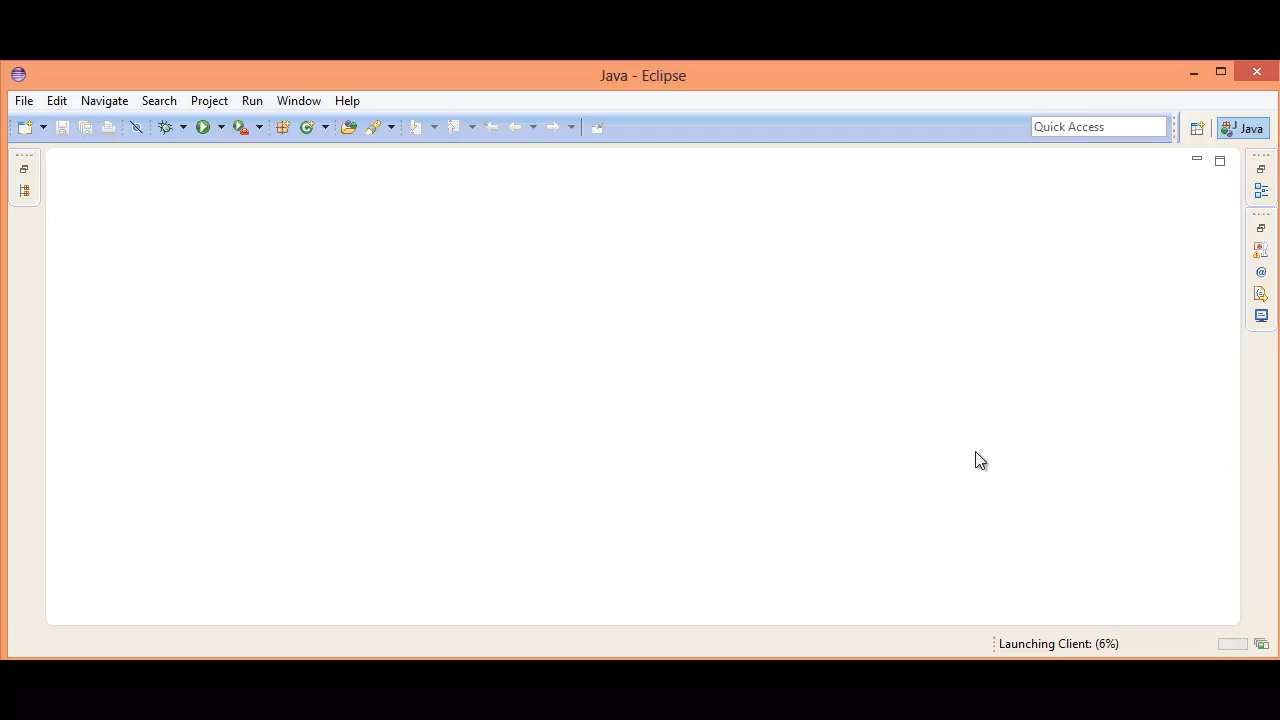 Java - Eclipse
File Edit Navigate Search Project Run Window Help
Quick Access Java
@
Launching Client: (6%)